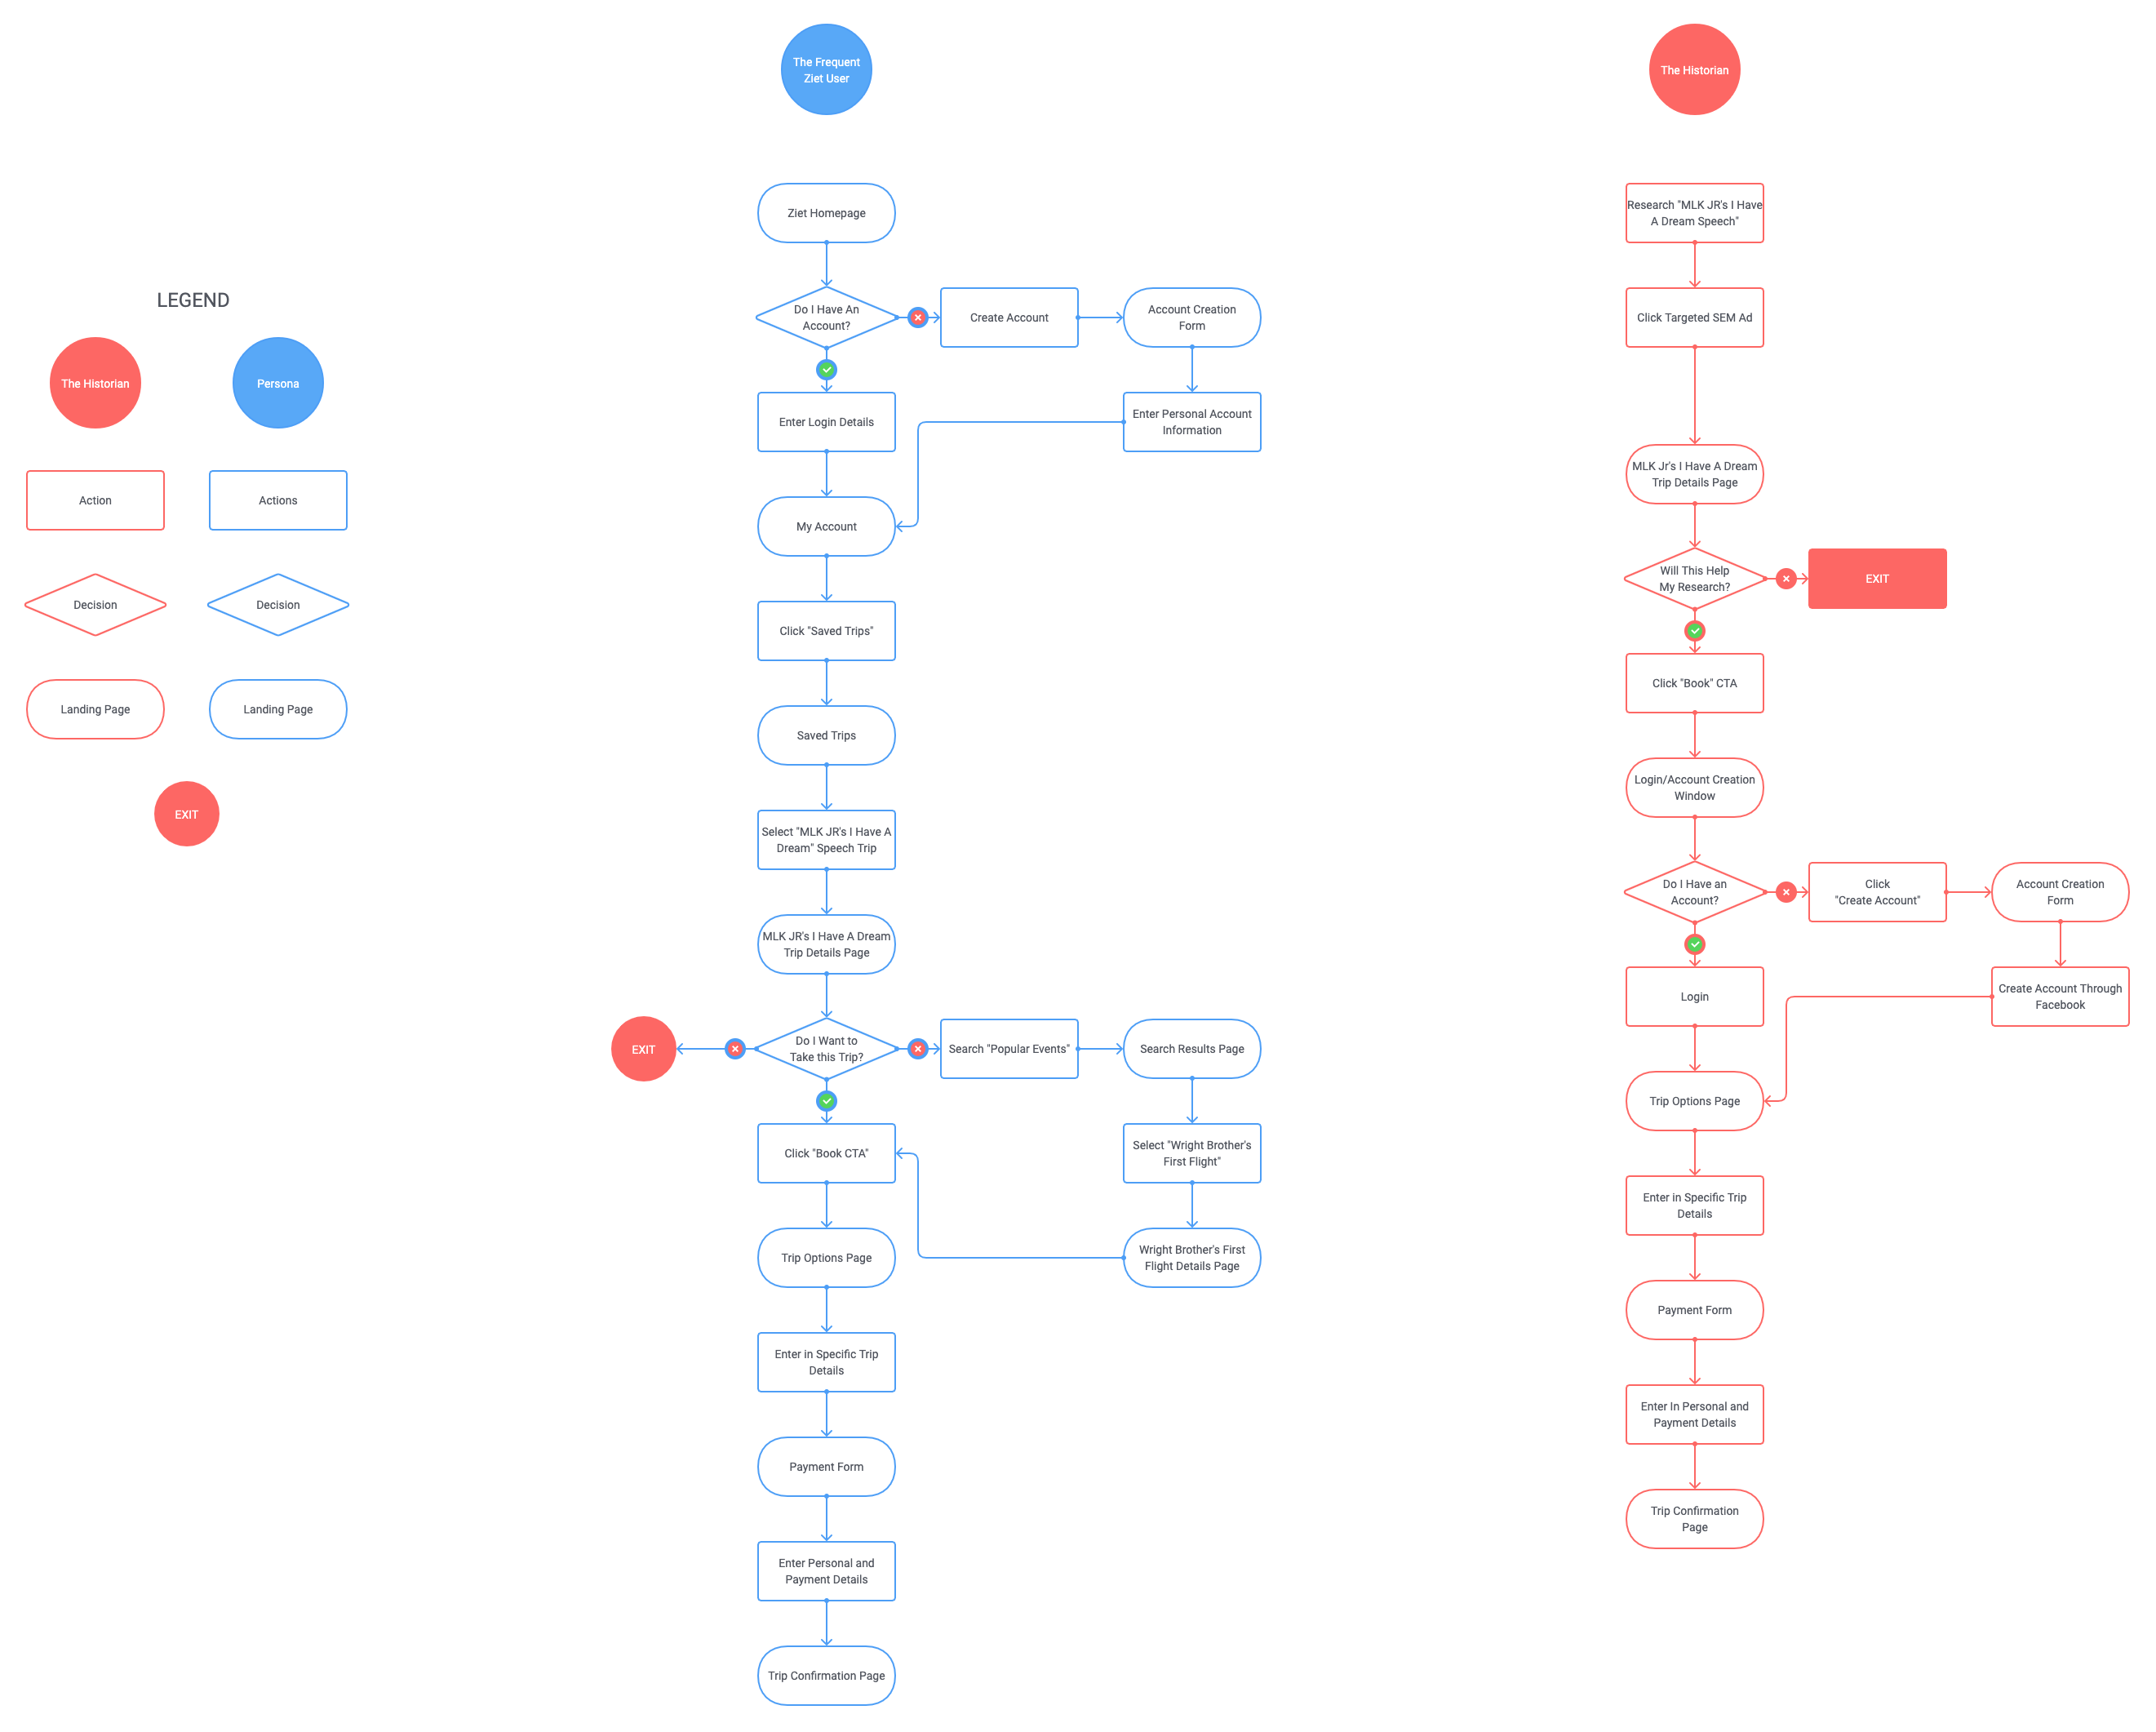 LEGEND
The Historian
Persona
Action
Actions
Decision
Decision
Landing Page
Landing Page
EXIT
The Frequent
Ziet User
Ziet Homepage
Do I Have An
Account?
Create Account
Account Creation
Form
Enter Login Details
Enter Personal Account
Information
My Account
Click "Saved Trips"
Saved Trips
Select "MLK JR's I Have A
Dream" Speech Trip
MLK JR's I Have A Dream
Trip Details Page
EXIT
Do I Want to
Take this Trip?
Search "Popular Events"
Search Results Page
Click "Book CTA"
Select "Wright Brother's
First Flight"
Trip Options Page
Wright Brother's First
Flight Details Page
Enter in Specific Trip
Details
Payment Form
Enter Personal and
Payment Details
Trip Confirmation Page
The Historian
Research "MLK JR's I Have
A Dream Speech"
Click Targeted SEM Ad
MLK Jr's I Have A Dream
Trip Details Page
Will This Help
My Research?
EXIT
Click "Book" CTA
Login/Account Creation
Window
Do I Have an
Account?
Click
"Create Account"
Account Creation
Form
Login
Create Account Through
Facebook
Trip Options Page
Enter in Specific Trip
Details
Payment Form
Enter In Personal and
Payment Details
Trip Confirmation
Page